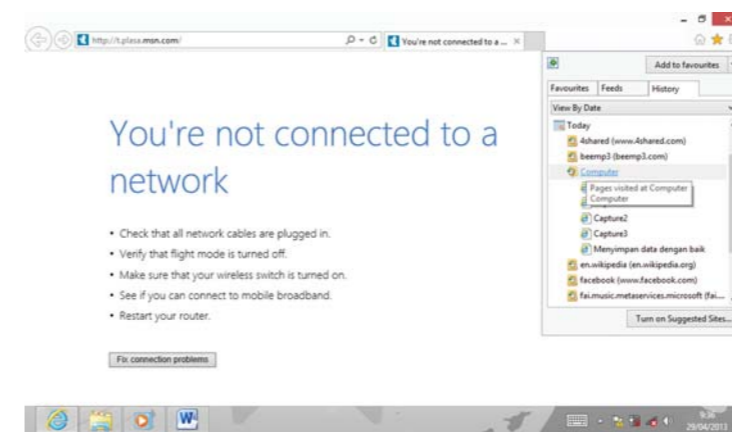 http://t.plasa.msn.com/
You're not connected to a ...
Add to favourites
Favourites Feeds History
View By Date
Today
4shared (www.4shared.com)
beemp3 (beemp3.com)
Computer
Pages visited at Computer
Computer
Capture2
Capture3
Menyimpan data dengan baik
en.wikipedia (en.wikipedia.org)
facebook (www.facebook.com)
fai.music.metaservices.microsoft (fai....
Turn on Suggested Sites...
You're not connected to a
network
• Check that all network cables are plugged in.
• Verify that flight mode is turned off.
• Make sure that your wireless switch is turned on.
• See if you can connect to mobile broadband.
• Restart your router.
Fix connection problems
9:36
29/04/2013